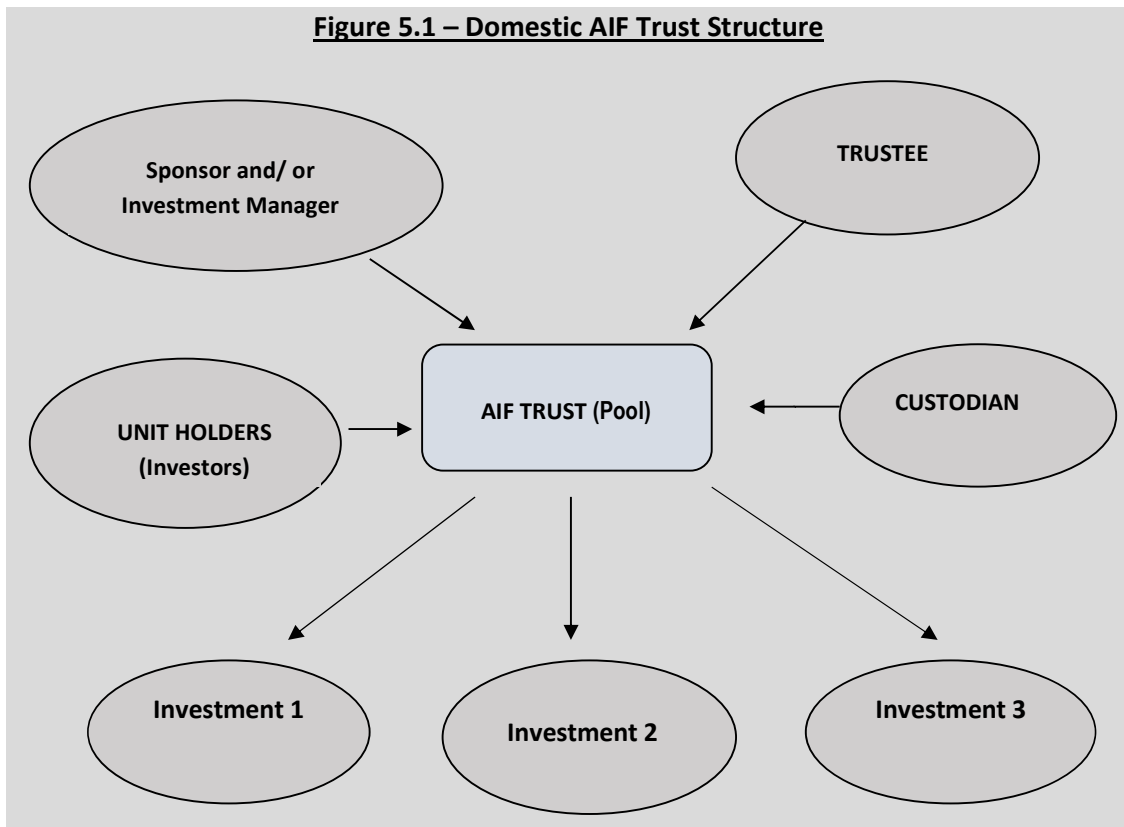 Figure 5.1 – Domestic AIF Trust Structure
Sponsor and/ or
Investment Manager
TRUSTEE
AIF TRUST (Pool)
CUSTODIAN
UNIT HOLDERS
(Investors)
Investment 1
Investment 2
Investment 3